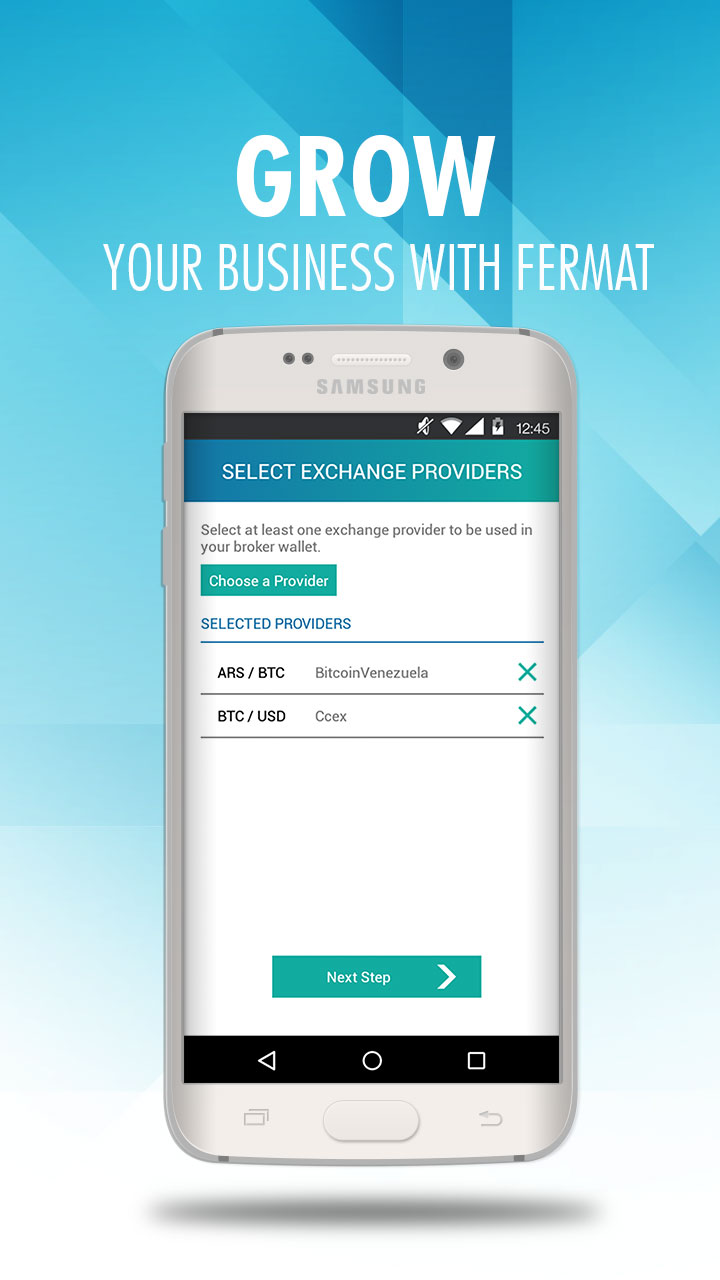 GROW
YOUR BUSINESS WITH FERMAT
SAMSUNG
12:45
SELECT EXCHANGE PROVIDERS
Select at least one exchange provider to be used in
your broker wallet.
Choose a Provider
SELECTED PROVIDERS
ARS / BTC BitcoinVenezuela
BTC / USD Ccex
Next Step